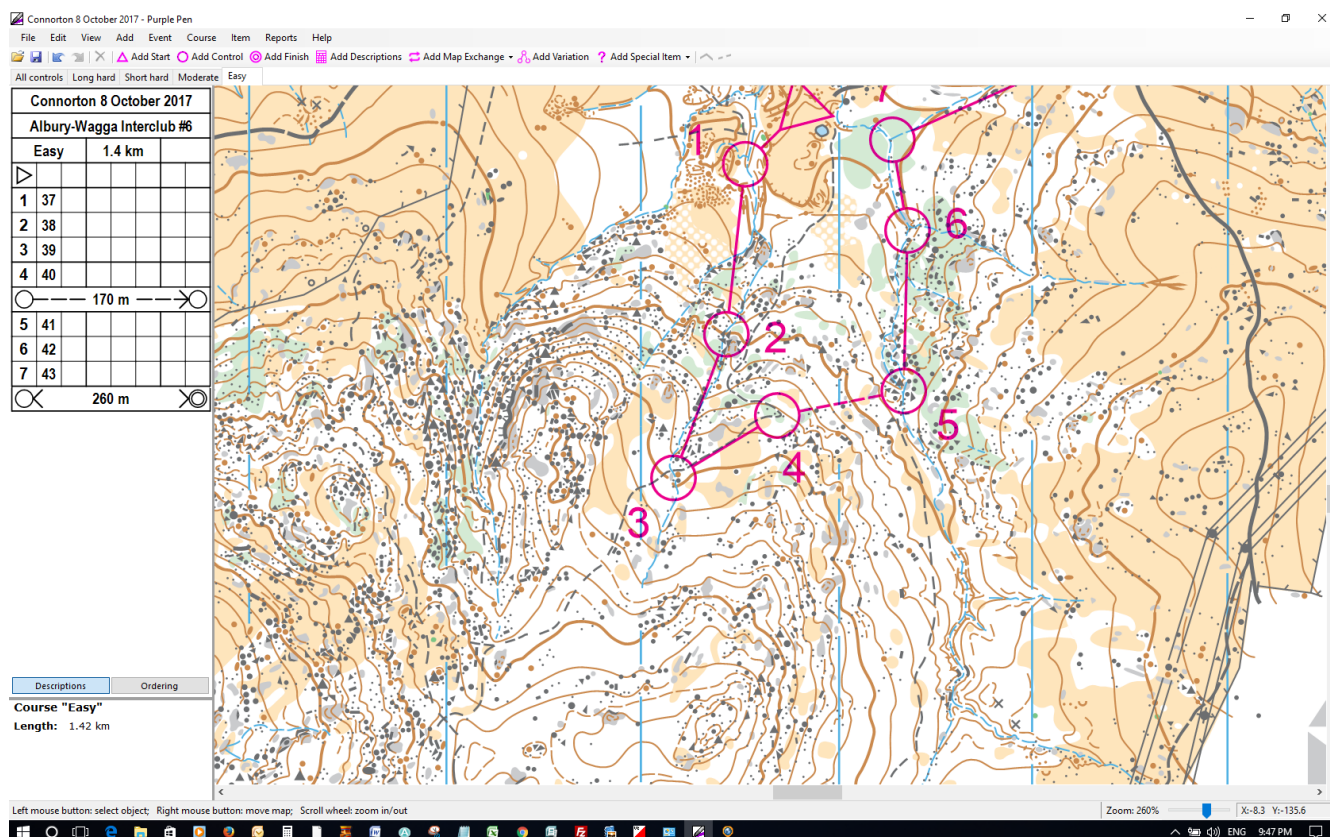 Connorton 8 October 2017 - Purple Pen
File Edit View Add Event Course Item Reports Help
Add Start Add Control Add Finish Add Descriptions Add Map Exchange Add Variation ? Add Special Item
All controls Long hard Short hard Moderate Easy
Connorton 8 October 2017
Albury-Wagga Interclub #6
Easy 1.4 km
1 37
2 38
3 39
4 40
170 m
5 41
6 42
7 43
260 m
7
1
6
2
5
4
3
Descriptions Ordering
Course "Easy"
Length: 1.42 km
Left mouse button: select object; Right mouse button: move map; Scroll wheel: zoom in/out
Zoom: 260% X:-8.3 Y:-135.6
ENG 9:47 PM